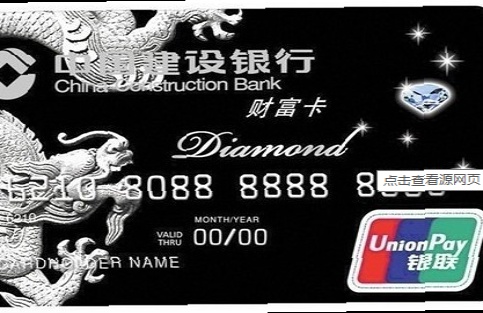 中国建设银行
China Construction Bank
财富卡
Diamond
6210 8088 8888 8
点击查看源网页
6210
MONTH/YEAR
VALID
THRU
00/00
CARDHOLDER NAME
UnionPay
银联